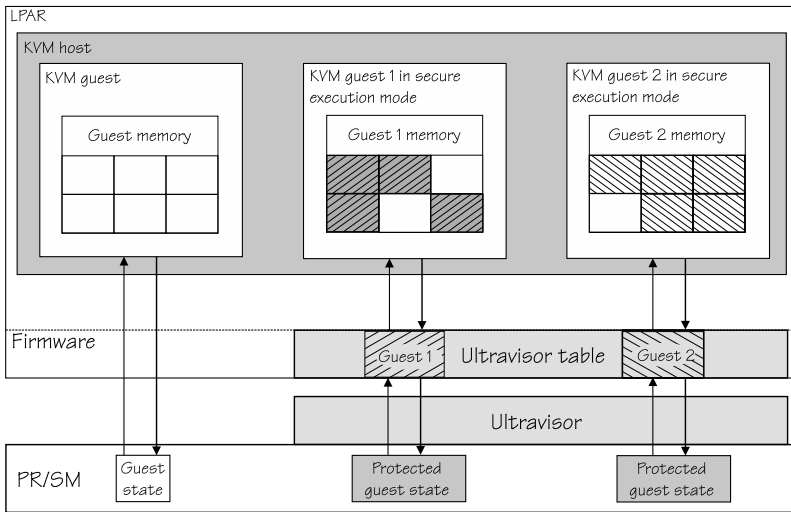 LPAR
KVM host
KVM guest
KVM guest 1 in secure
execution mode
KVM guest 2 in secure
execution mode
Guest memory
Guest 1 memory
Guest 2 memory
Firmware
Guest 1
Ultravisor table
Guest 2
Ultravisor
PR/SM
Guest
state
Protected
guest state
Protected
guest state